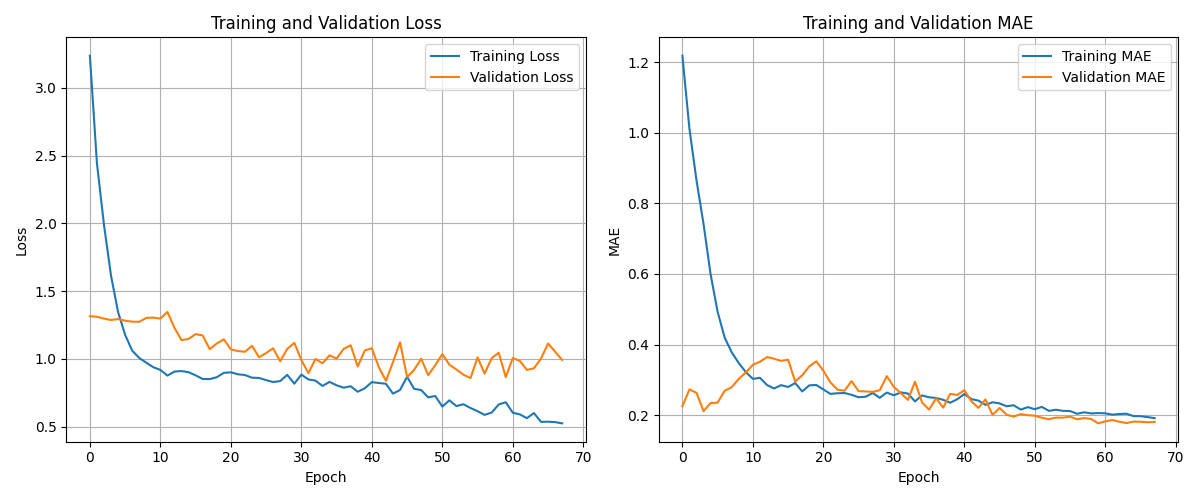 Training and Validation Loss
Training Loss
Validation Loss
3.0
2.5
2.0
1.5
1.0
0.5
Loss
0
10
20
30
40
50
60
70
Epoch
Training and Validation MAE
Training MAE
Validation MAE
1.2
1.0
0.8
0.6
0.4
0.2
MAE
0
10
20
30
40
50
60
70
Epoch